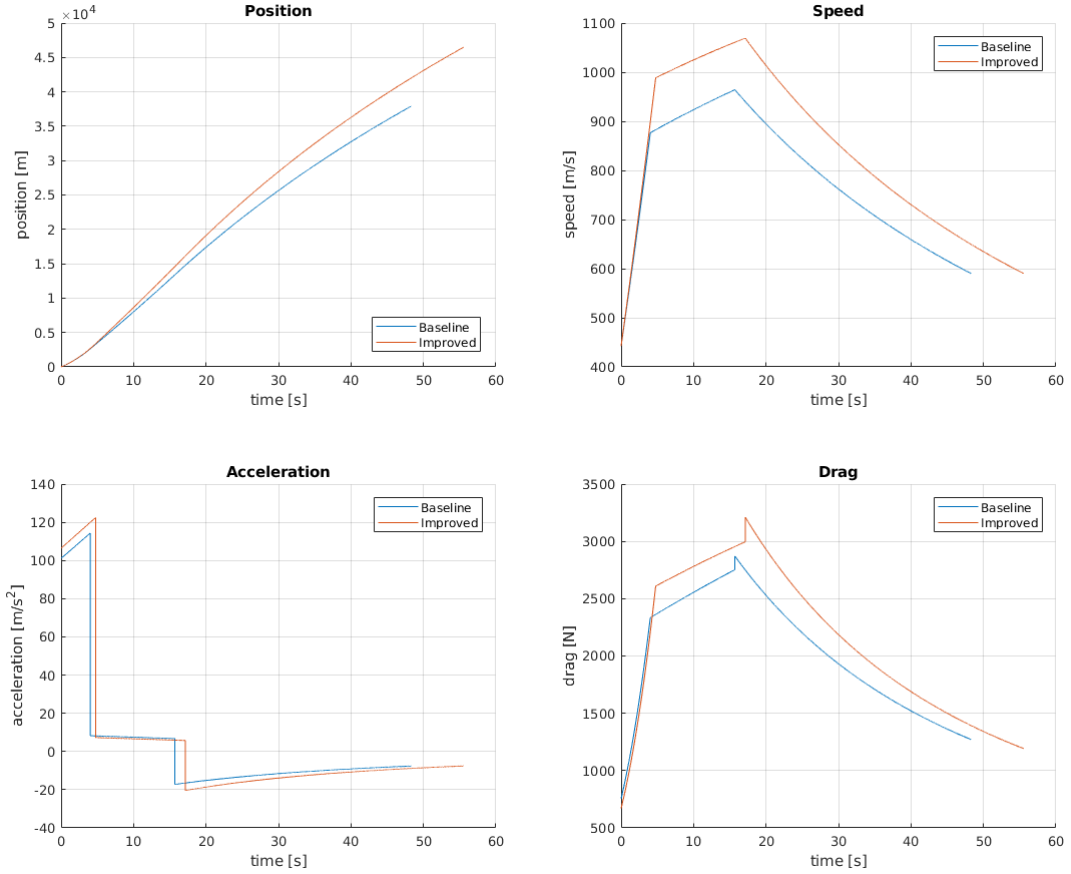 Position
×10⁴
5
4.5
4
3.5
3
2.5
2
1.5
1
0.5
0
position [m]
0 10 20 30 40 50 60
time [s]
Baseline
Improved
Speed
1100
1000
900
800
700
600
500
400
speed [m/s]
0 10 20 30 40 50 60
time [s]
Baseline
Improved
Acceleration
140
120
100
80
60
40
20
0
-20
-40
acceleration [m/s²]
0 10 20 30 40 50 60
time [s]
Baseline
Improved
Drag
3500
3000
2500
2000
1500
1000
500
drag [N]
0 10 20 30 40 50 60
time [s]
Baseline
Improved